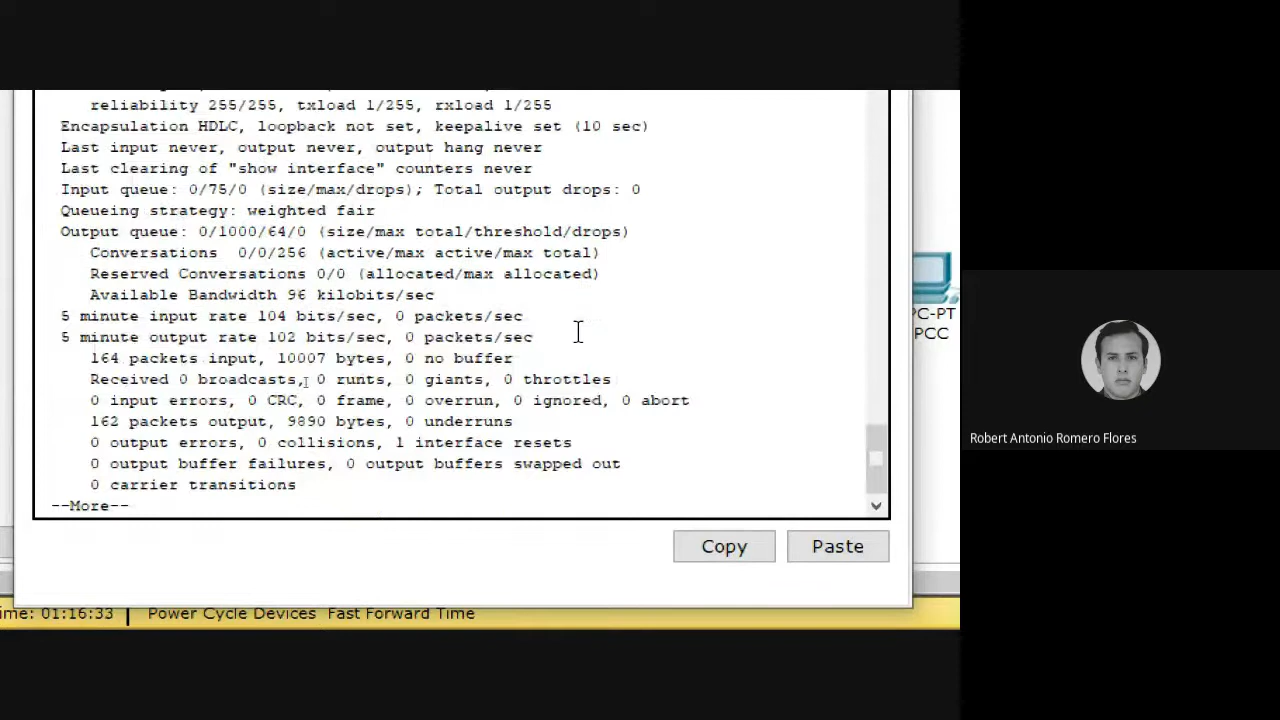 reliability 255/255, txload 1/255, rxload 1/255
Encapsulation HDLC, loopback not set, keepalive set (10 sec)
Last input never, output never, output hang never
Last clearing of "show interface" counters never
Input queue: 0/75/0 (size/max/drops); Total output drops: 0
Queueing strategy: weighted fair
Output queue: 0/1000/64/0 (size/max total/threshold/drops)
Conversations 0/0/256 (active/max active/max total)
Reserved Conversations 0/0 (allocated/max allocated)
Available Bandwidth 96 kilobits/sec
5 minute input rate 104 bits/sec, 0 packets/sec
5 minute output rate 102 bits/sec, 0 packets/sec
164 packets input, 10007 bytes, 0 no buffer
Received 0 broadcasts, 0 runts, 0 giants, 0 throttles
0 input errors, 0 CRC, 0 frame, 0 overrun, 0 ignored, 0 abort
162 packets output, 9890 bytes, 0 underruns
0 output errors, 0 collisions, 1 interface resets
0 output buffer failures, 0 output buffers swapped out
0 carrier transitions
--More--
Copy
Paste
C-PT
PCC
ime: 01:16:33
Power Cycle Devices Fast Forward Time
Robert Antonio Romero Flores